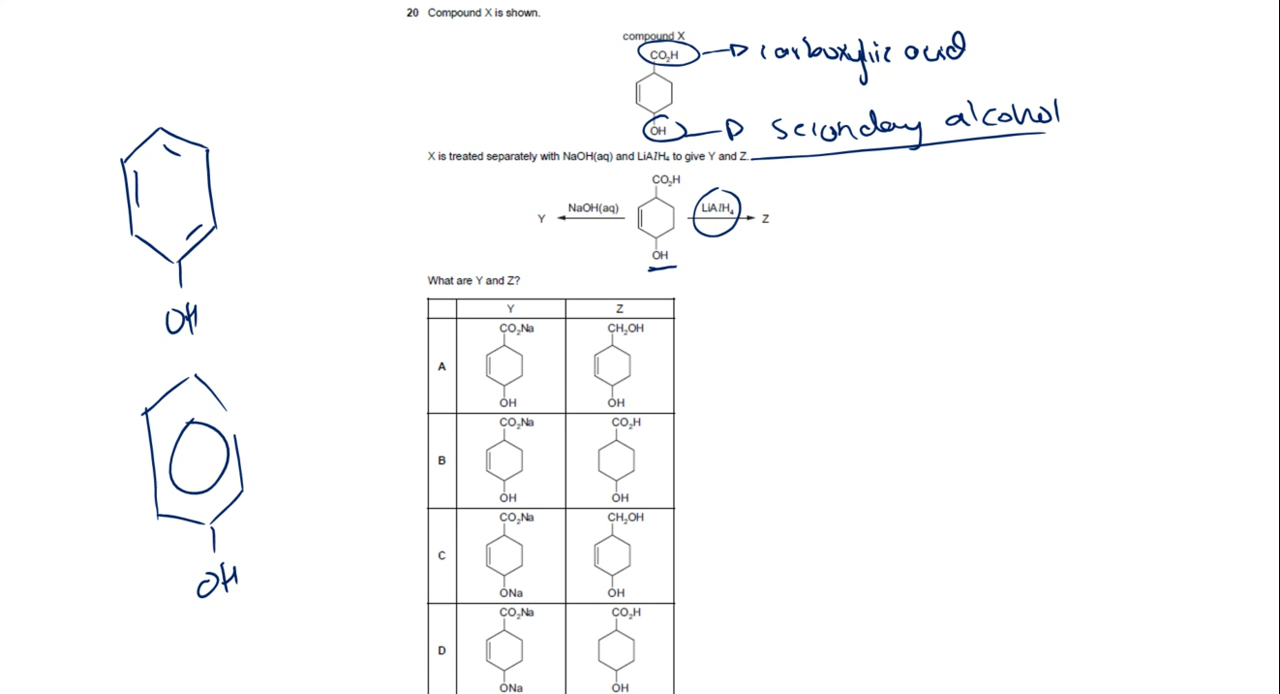 20 Compound X is shown.
compound X
CO₂H → carboxylic acid
OH → secondary alcohol
X is treated separately with NaOH(aq) and LiAlH₄ to give Y and Z.
CO₂H
Y NaOH(aq) LiAlH₄ Z
OH
What are Y and Z?
Y Z
CO₂Na CH₂OH
A
OH OH
CO₂Na CO₂H
B
OH OH
CO₂Na CH₂OH
C
ONa OH
CO₂Na CO₂H
D
ONa OH
OH
OH